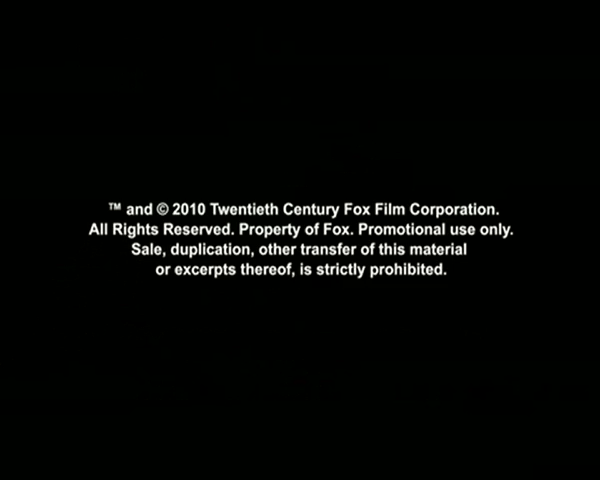 ™ and © 2010 Twentieth Century Fox Film Corporation.
All Rights Reserved. Property of Fox. Promotional use only.
Sale, duplication, other transfer of this material
or excerpts thereof, is strictly prohibited.